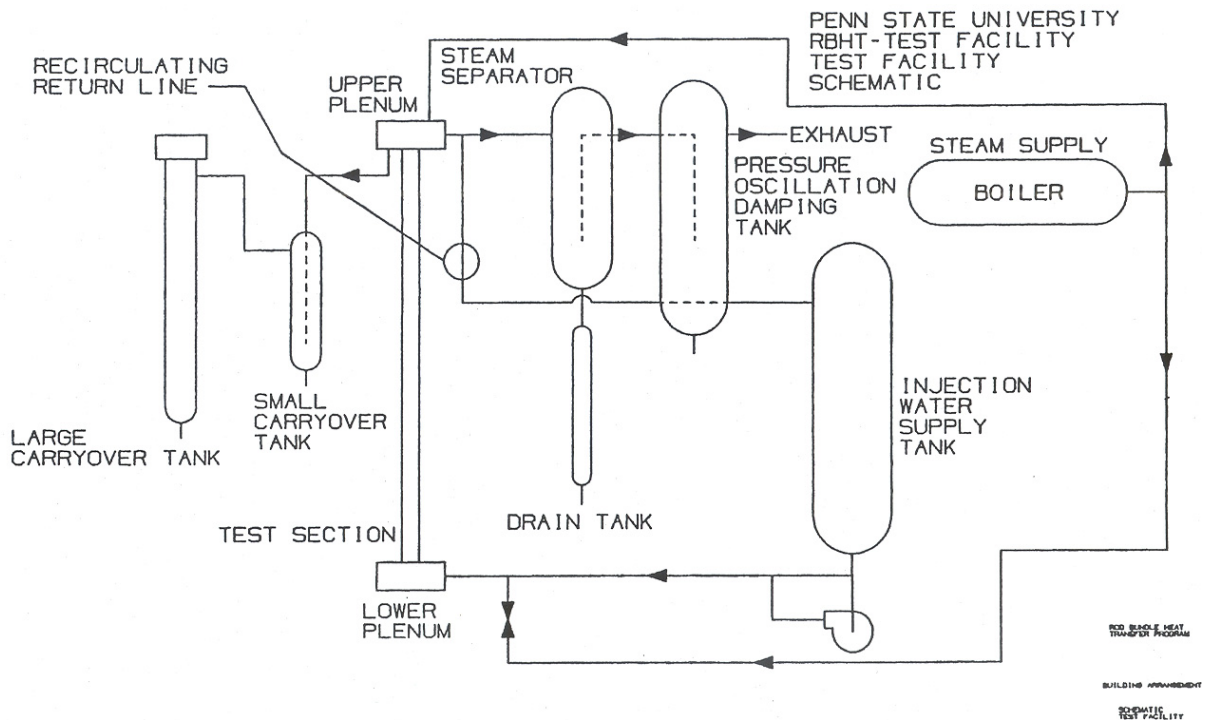 PENN STATE UNIVERSITY
RBHT-TEST FACILITY
TEST FACILITY
SCHEMATIC
STEAM
SEPARATOR
RECIRCULATING
RETURN LINE
UPPER
PLENUM
EXHAUST
STEAM SUPPLY
BOILER
PRESSURE
OSCILLATION
DAMPING
TANK
SMALL
CARRYOVER
TANK
LARGE
CARRYOVER TANK
INJECTION
WATER
SUPPLY
TANK
DRAIN TANK
TEST SECTION
LOWER
PLENUM
ROD BUNDLE HEAT
TRANSFER PROGRAM
BUILDING ARRANGEMENT
SCHEMATIC
TEST FACILITY